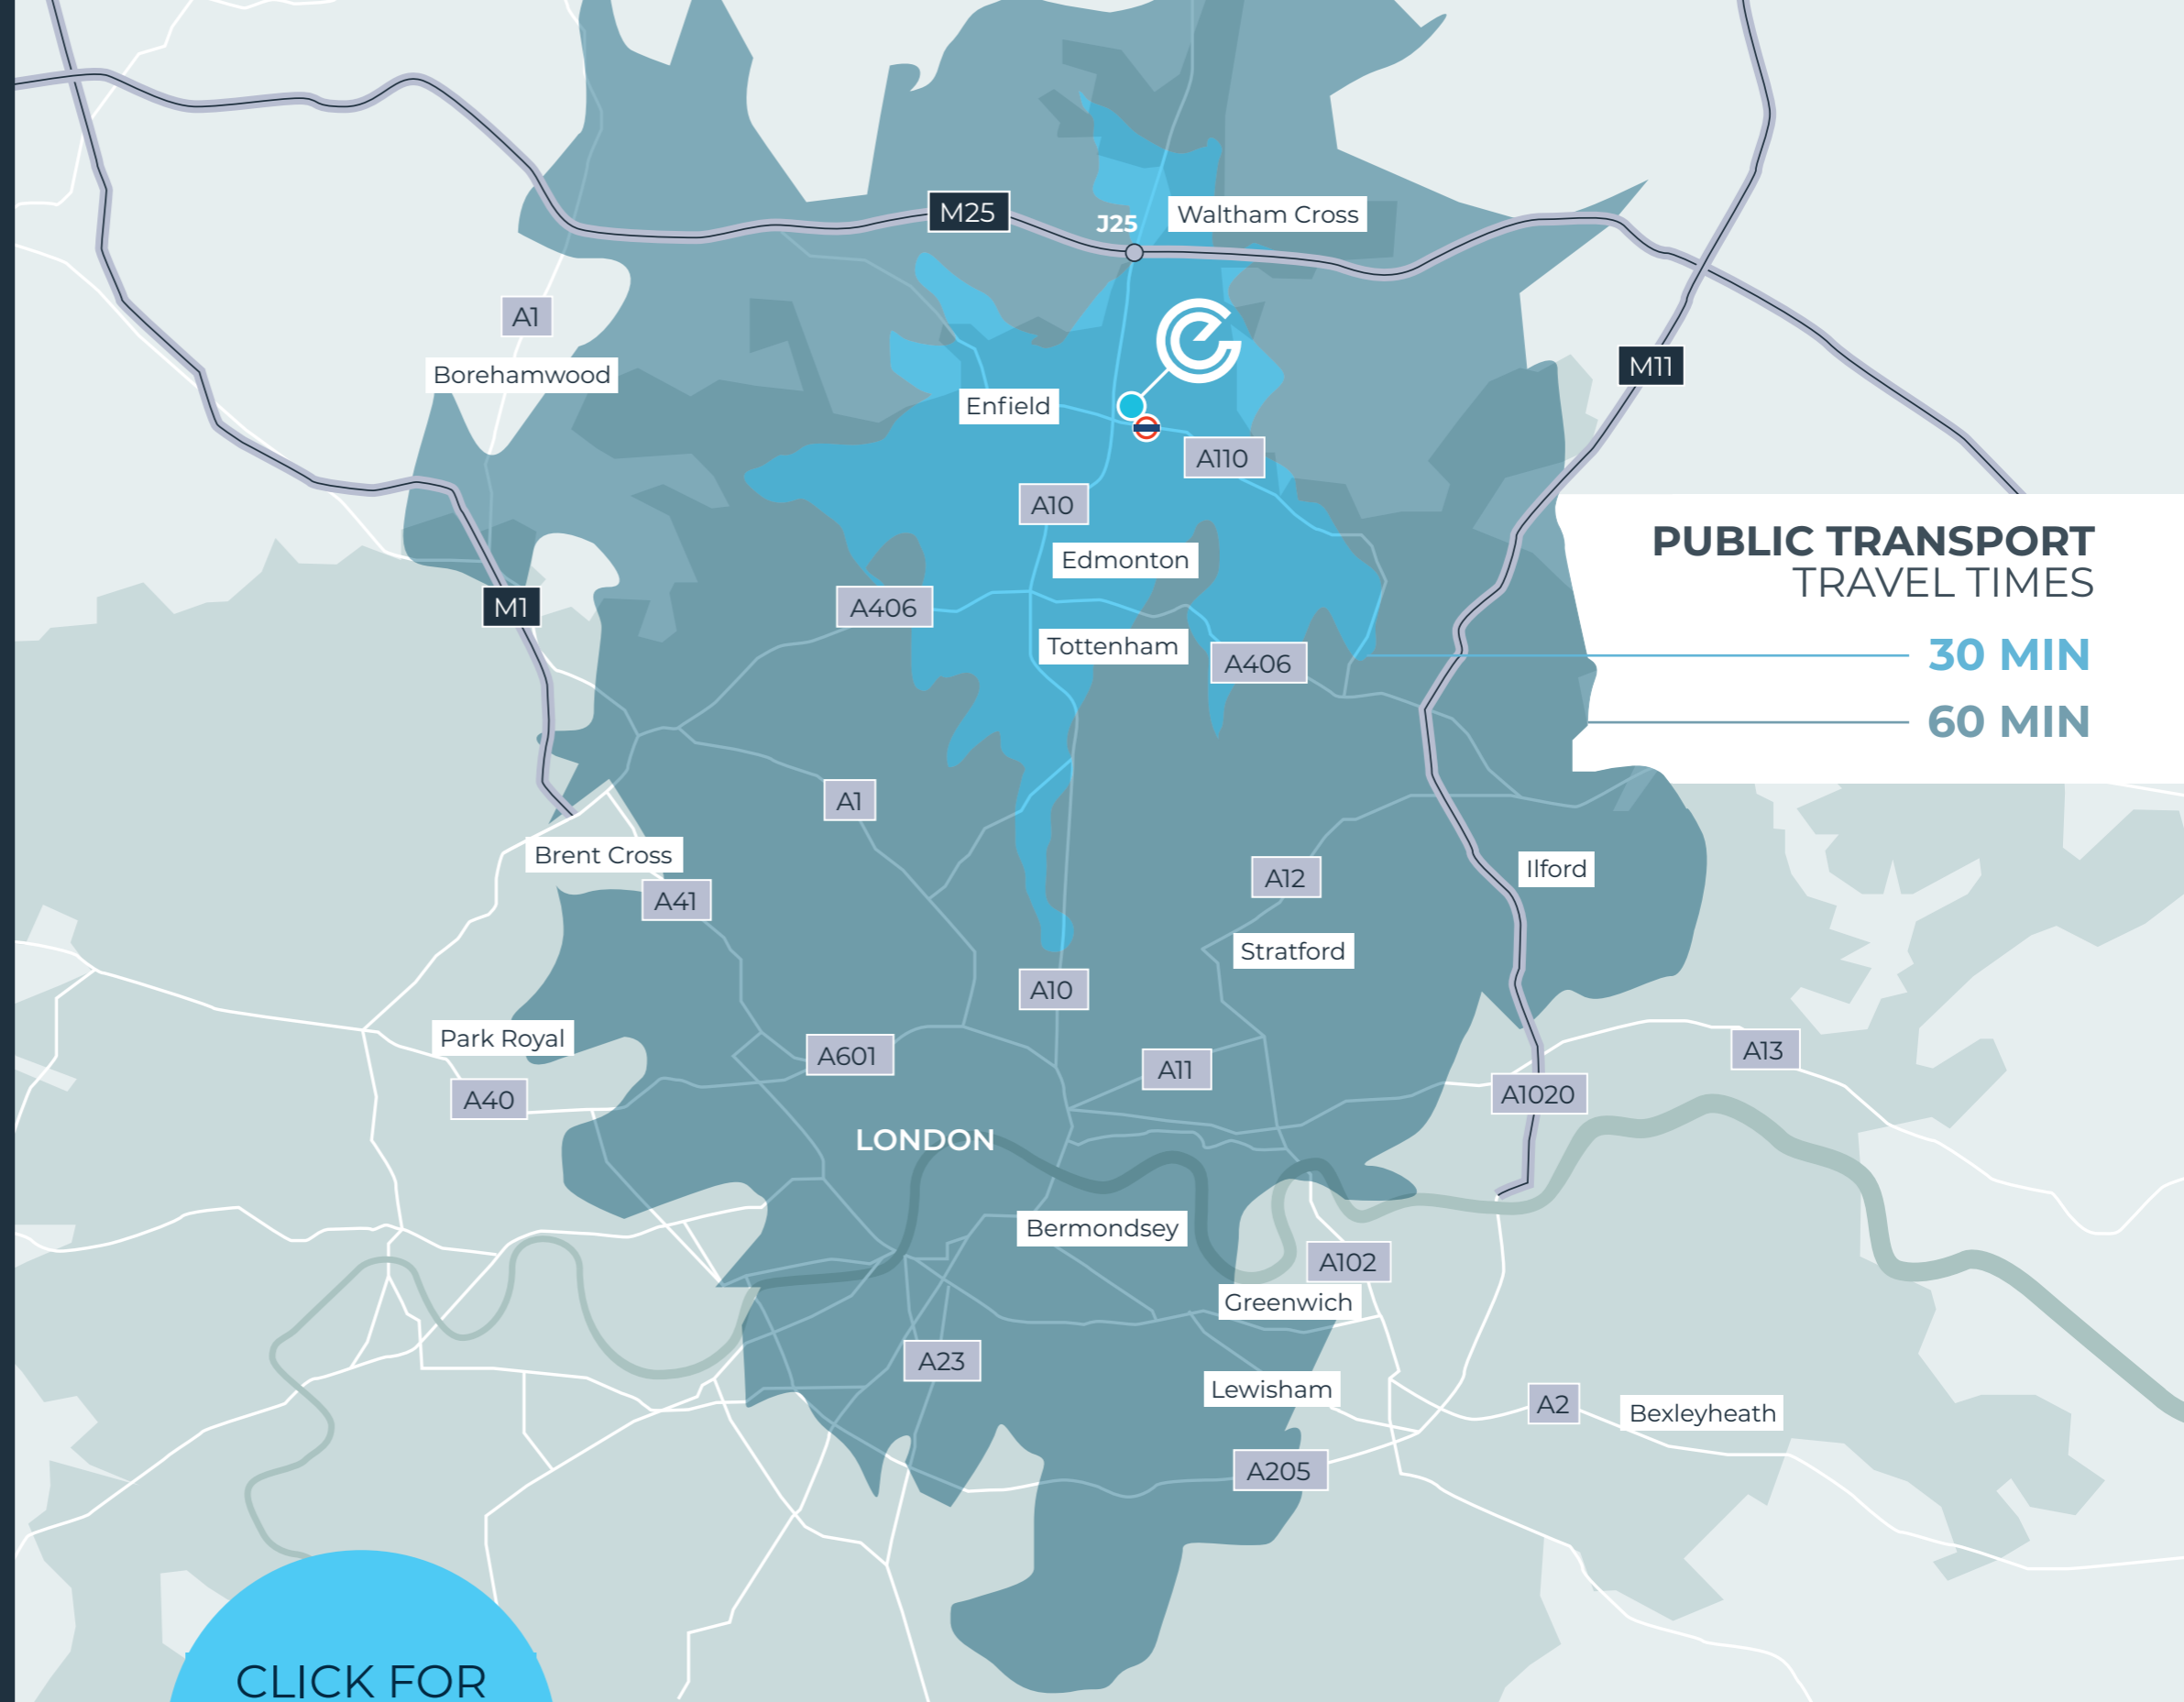 M25
J25
Waltham Cross
A1
Borehamwood
M11
Enfield
A110
A10
PUBLIC TRANSPORT
TRAVEL TIMES
Edmonton
M1
A406
Tottenham
A406
30 MIN
60 MIN
A1
Brent Cross
A12
Ilford
A41
Stratford
A10
Park Royal
A601
A11
A13
A40
A1020
LONDON
Bermondsey
A102
Greenwich
A23
Lewisham
A2
Bexleyheath
A205
CLICK FOR